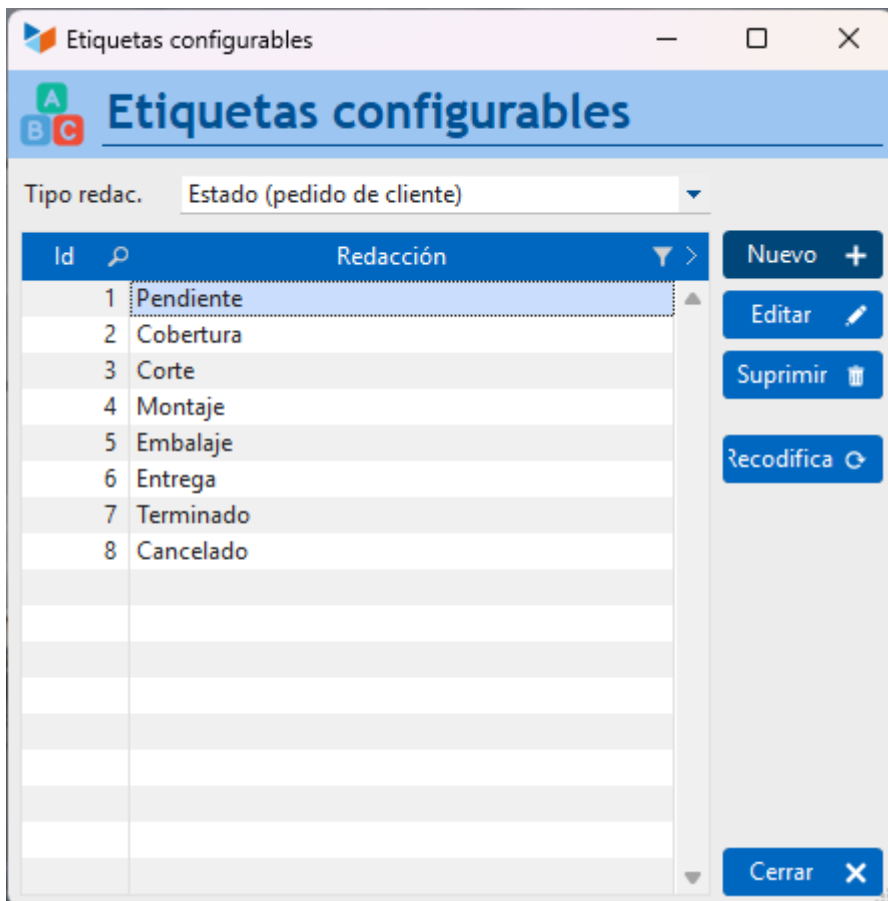 Etiquetas configurables
A
B C
Etiquetas configurables
Tipo redac. Estado (pedido de cliente)
Id Redacción
Nuevo
1 Pendiente
Editar
2 Cobertura
3 Corte
Suprimir
4 Montaje
5 Embalaje
Recodifica
6 Entrega
7 Terminado
8 Cancelado
Cerrar